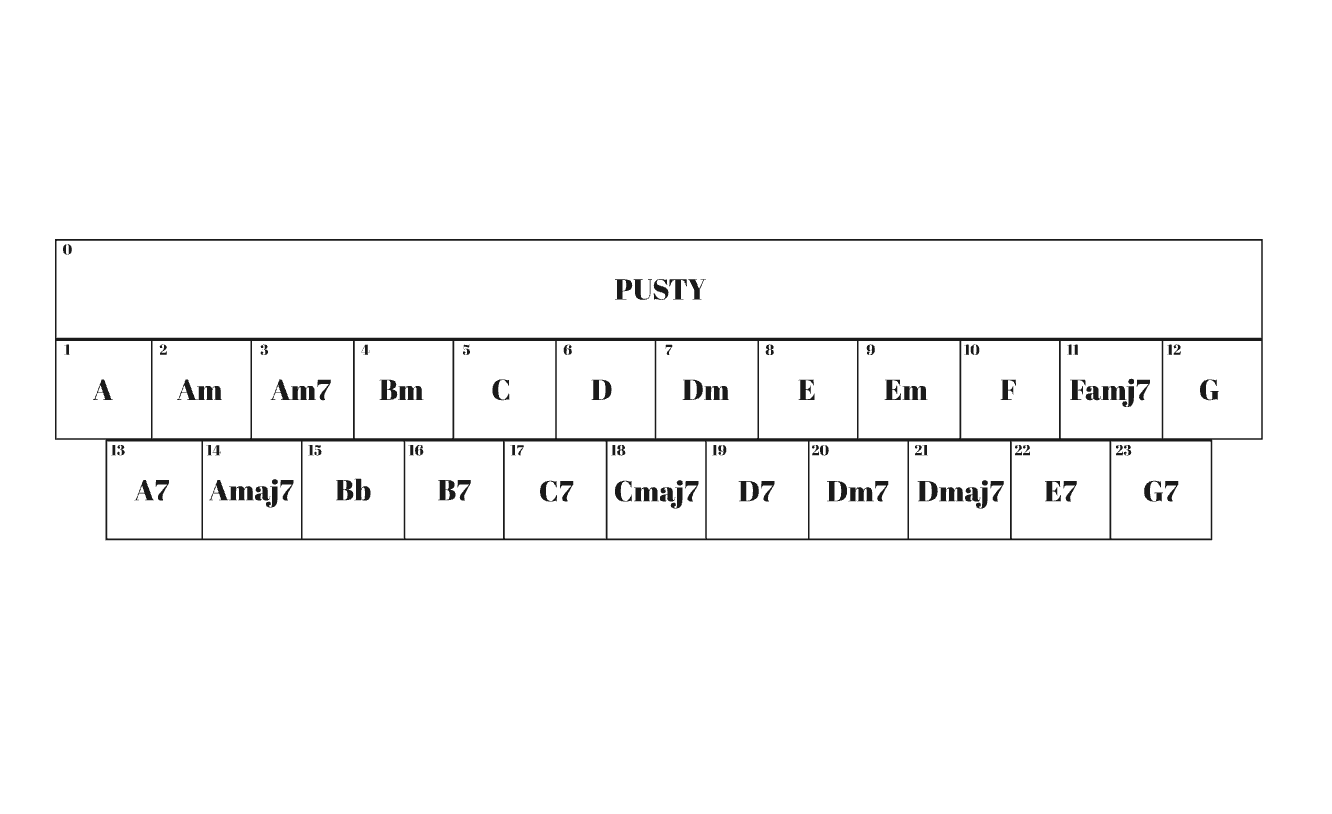 0
PUSTY
1 2 3 4 5 6 7 8 9 10 11 12
A Am Am7 Bm C D Dm E Em F Famj7 G
13 14 15 16 17 18 19 20 21 22 23
A7 Amaj7 Bb B7 C7 Cmaj7 D7 Dm7 Dmaj7 E7 G7